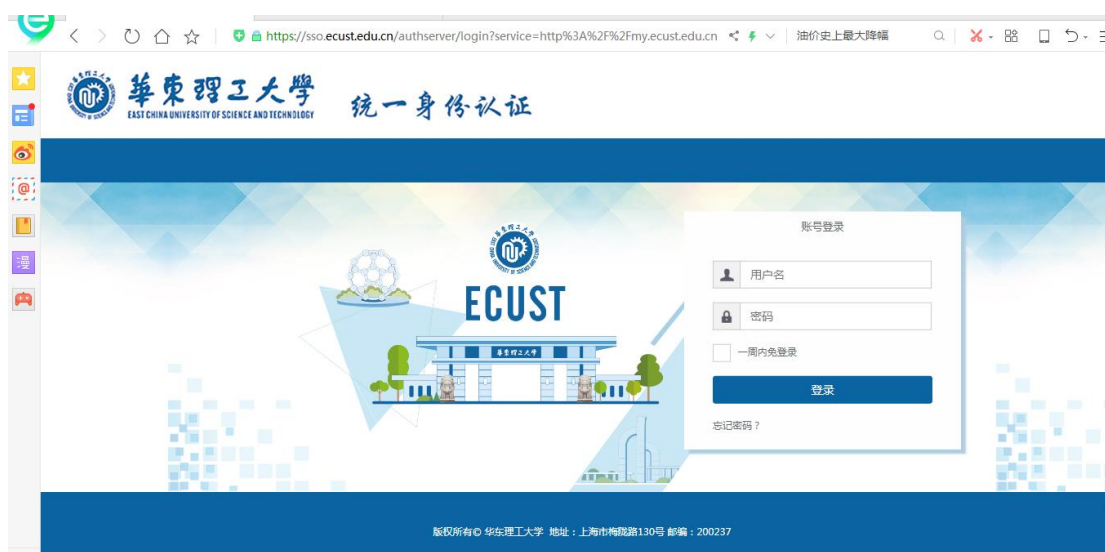 https://sso.ecust.edu.cn/authserver/login?service=http%3A%2F%2Fmy.ecust.edu.cn
油价史上最大降幅
華東理工大學
EAST CHINA UNIVERSITY OF SCIENCE AND TECHNOLOGY
统一身份认证
漫
账号登录
用户名
ECUST
密码
華東理工大學
一周内免登录
登录
忘记密码？
版权所有© 华东理工大学 地址：上海市梅陇路130号 邮编：200237